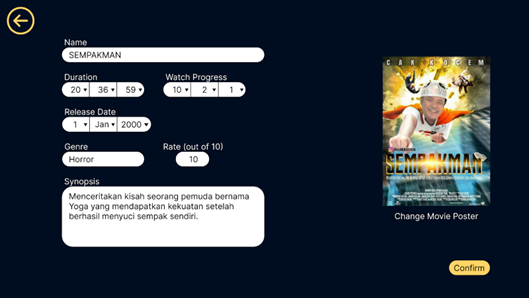 Name
SEMPAKMAN
Duration
Watch Progress
20 36 59
10 2 1
Release Date
1 Jan 2000
Genre
Rate (out of 10)
Horror
10
Synopsis
Menceritakan kisah seorang pemuda bernama
Yoga yang mendapatkan kekuatan setelah
berhasil menyuci sempak sendiri.
CAK KOCEM
SEMPAKMAN
Change Movie Poster
Confirm